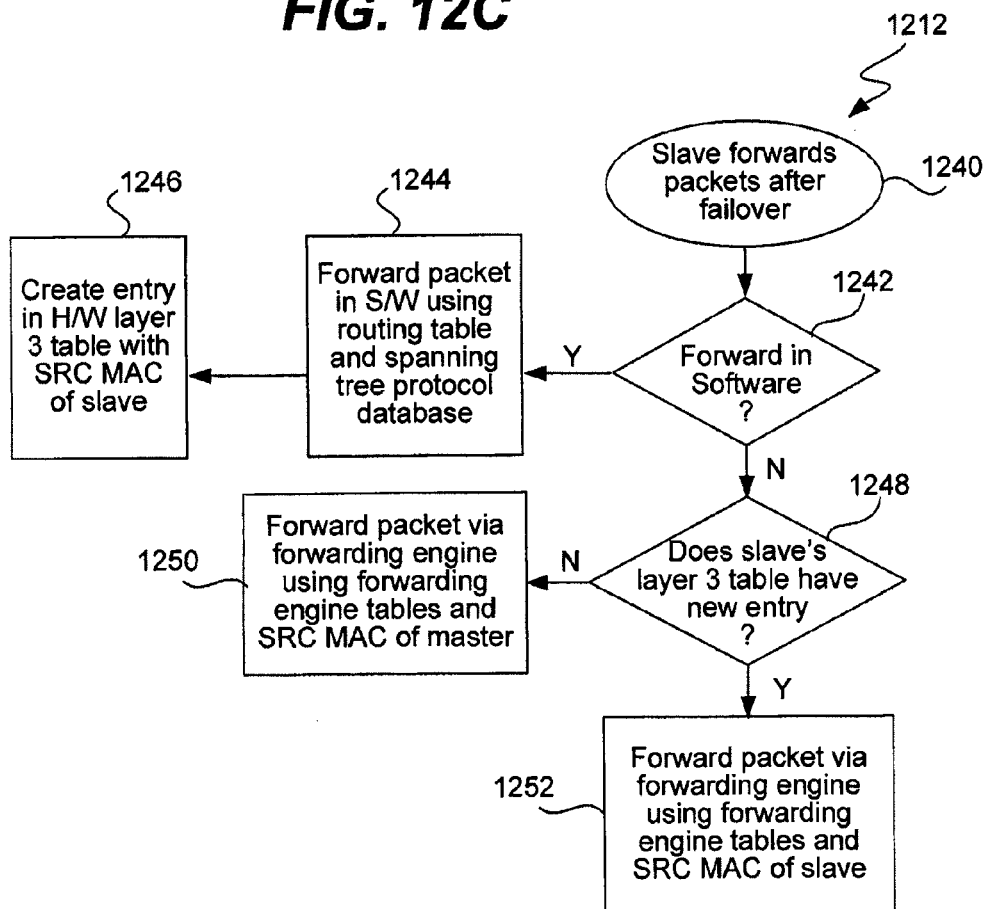 FIG. 12C
1212
Slave forwards
packets after
failover
1240
1242
Forward in
Software
?
Y
N
1244
Forward packet
in S/W using
routing table
and spanning
tree protocol
database
1246
Create entry
in H/W layer
3 table with
SRC MAC
of slave
1248
Does slave's
layer 3 table have
new entry
?
N
Y
1250
Forward packet via
forwarding engine
using forwarding
engine tables and
SRC MAC of master
1252
Forward packet via
forwarding engine
using forwarding
engine tables and
SRC MAC of slave